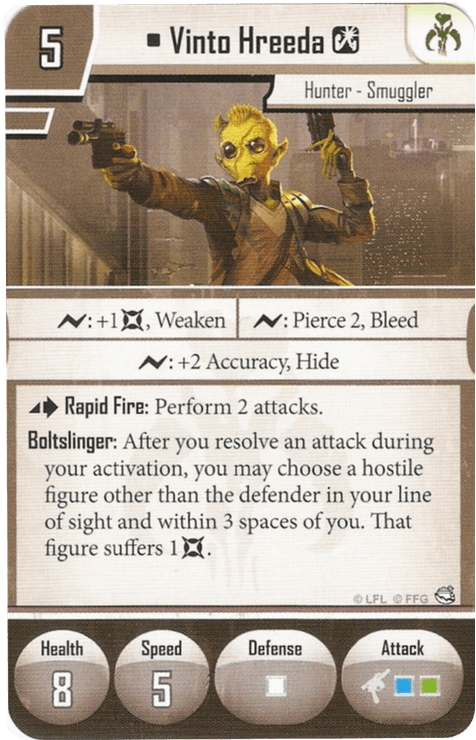 5
Vinto Hreeda
Hunter - Smuggler
: +1, Weaken
: Pierce 2, Bleed
: +2 Accuracy, Hide
Rapid Fire: Perform 2 attacks.
Boltslinger: After you resolve an attack during
your activation, you may choose a hostile
figure other than the defender in your line
of sight and within 3 spaces of you. That
figure suffers 1.
© LFL © FFG
Health
8
Speed
5
Defense
Attack